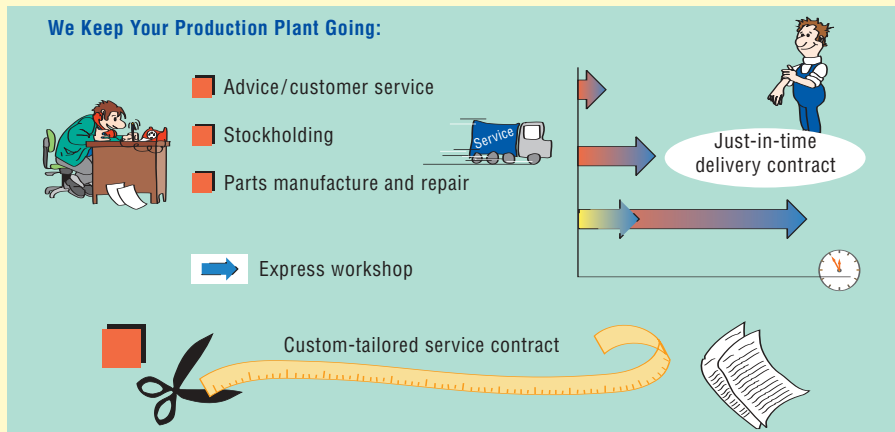 We Keep Your Production Plant Going:
Advice/customer service
Stockholding
Service
Parts manufacture and repair
Just-in-time
delivery contract
Express workshop
Custom-tailored service contract